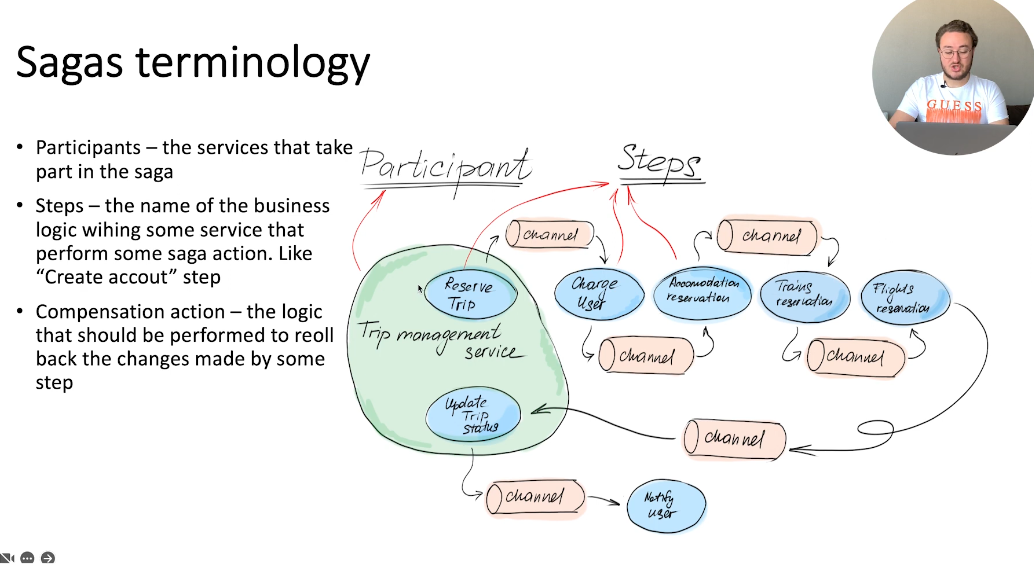 Sagas terminology
GUESS
• Participants – the services that take
part in the saga
• Steps – the name of the business
logic wihing some service that
perform some saga action. Like
“Create accout” step
• Compensation action – the logic
that should be performed to reoll
back the changes made by some
step
Participant
Steps
channel
channel
Reserve
Trip
Charge
User
Accomodation
reservation
Trains
reservation
Flights
reservation
Trip management
service
channel
channel
Update
Trip
status
channel
channel
Notify
user